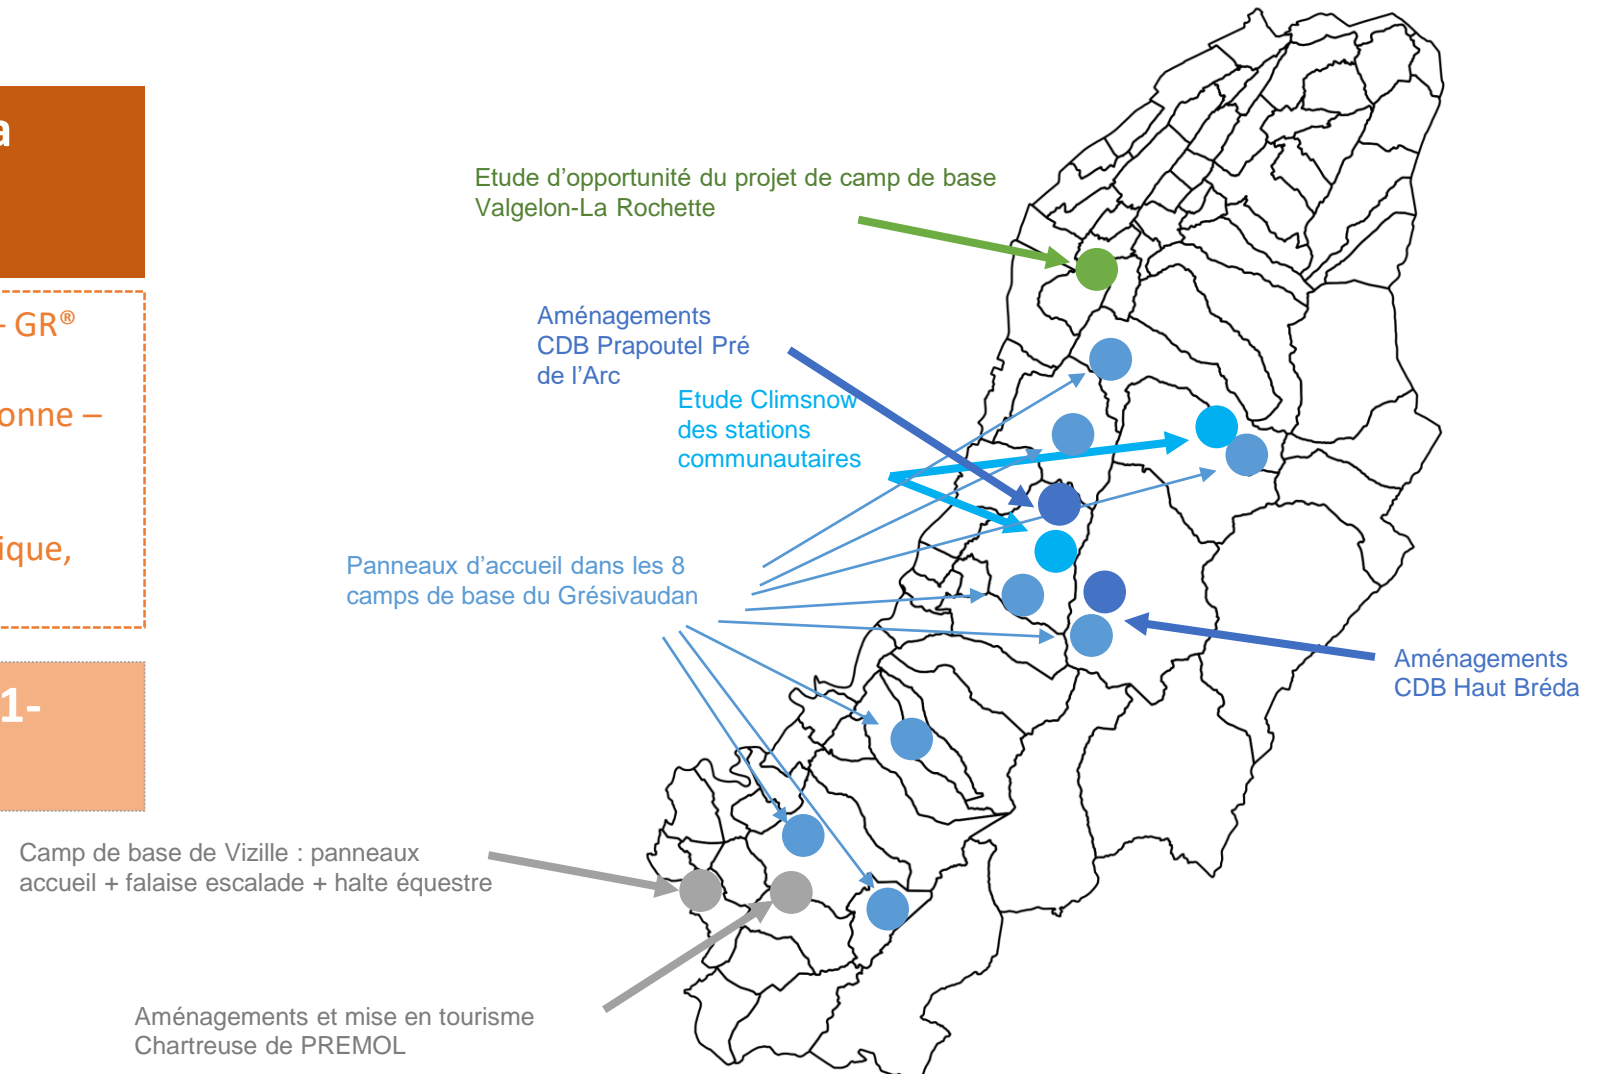 a
– GR®
onne –
ique,
1-
Etude d’opportunité du projet de camp de base
Valgelon-La Rochette
Aménagements
CDB Prapoutel Pré
de l’Arc
Etude Climsnow
des stations
communautaires
Panneaux d’accueil dans les 8
camps de base du Grésivaudan
Aménagements
CDB Haut Bréda
Camp de base de Vizille : panneaux
accueil + falaise escalade + halte équestre
Aménagements et mise en tourisme
Chartreuse de PREMOL